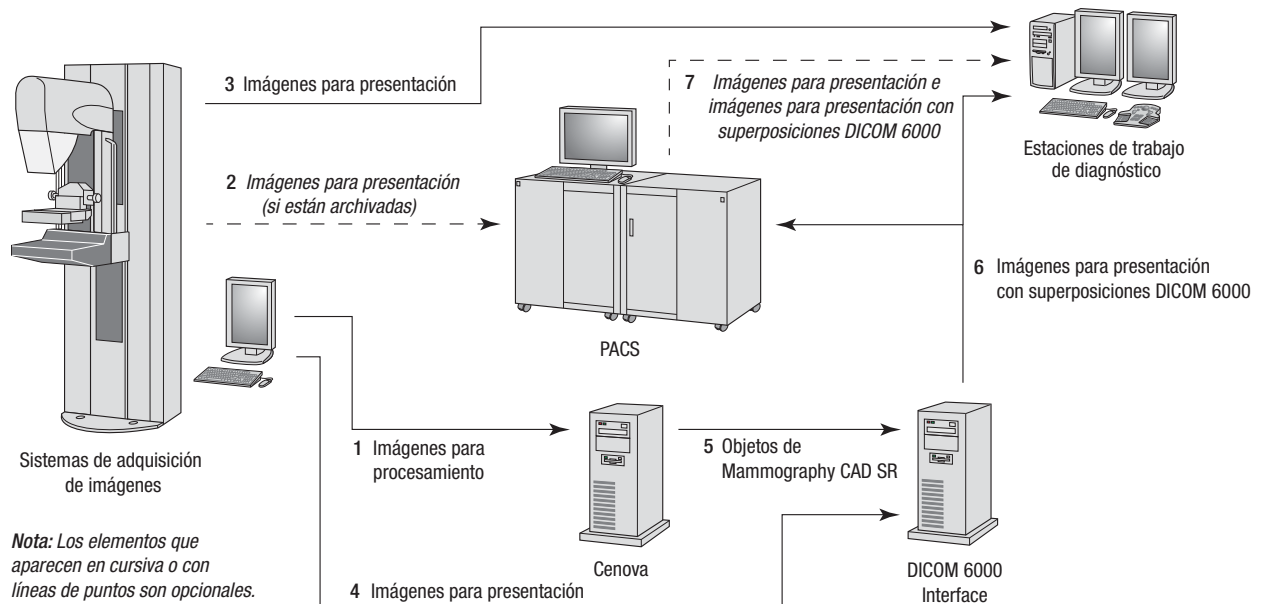 3 Imágenes para presentación
7 Imágenes para presentación e
imágenes para presentación con
superposiciones DICOM 6000
Estaciones de trabajo
de diagnóstico
2 Imágenes para presentación
(si están archivadas)
6 Imágenes para presentación
con superposiciones DICOM 6000
PACS
1 Imágenes para
procesamiento
5 Objetos de
Mammography CAD SR
Sistemas de adquisición
de imágenes
Nota: Los elementos que
aparecen en cursiva o con
líneas de puntos son opcionales.
Cenova
DICOM 6000
Interface
4 Imágenes para presentación